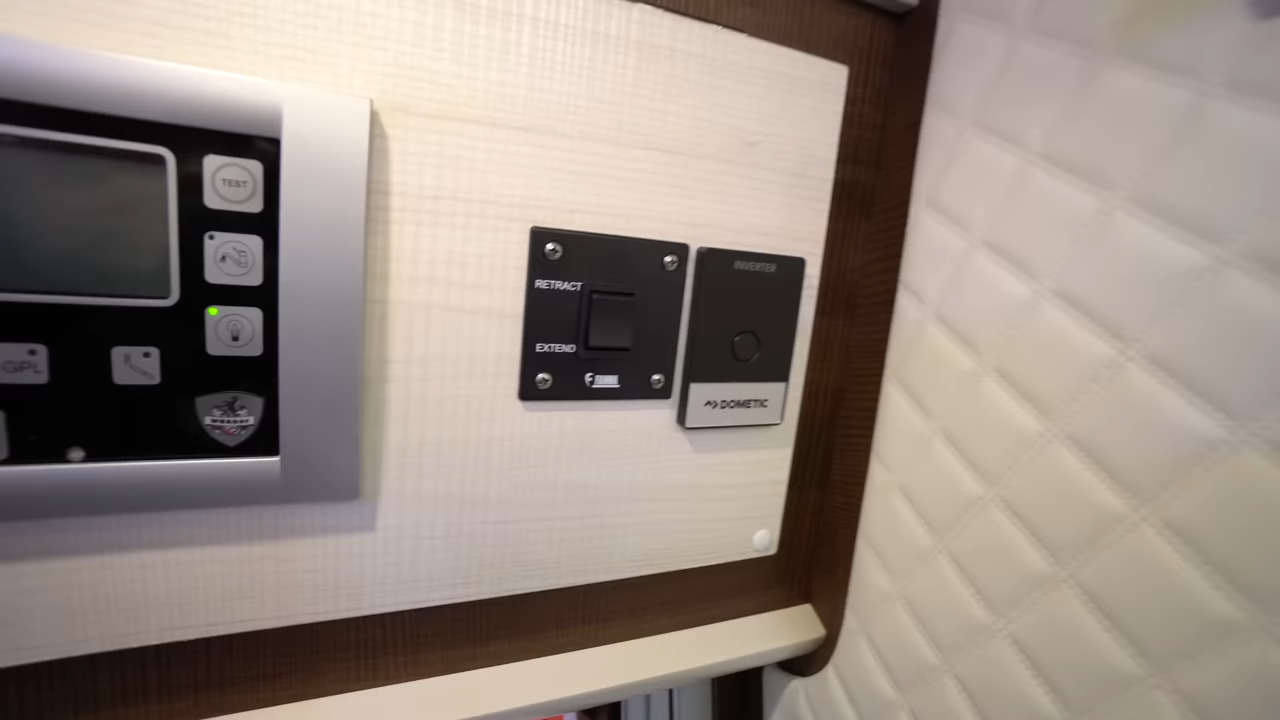 TEST
GPL
RETRACT
EXTEND
INVERTER
DOMETIC